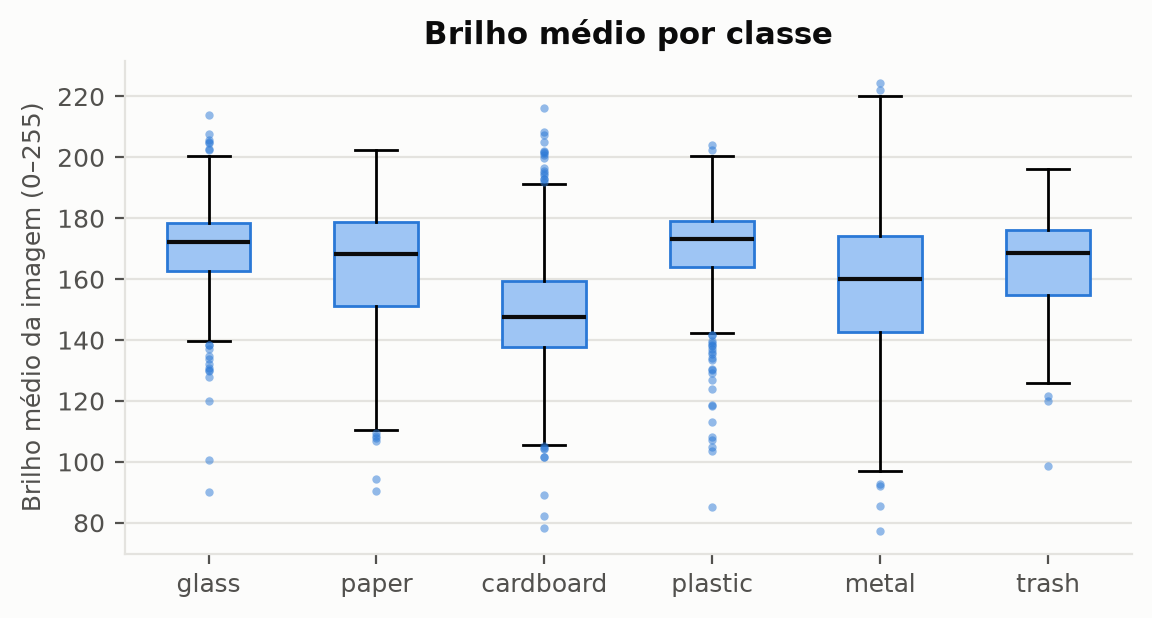 Brilho médio por classe
Brilho médio da imagem (0–255)
220
200
180
160
140
120
100
80
glass paper cardboard plastic metal trash